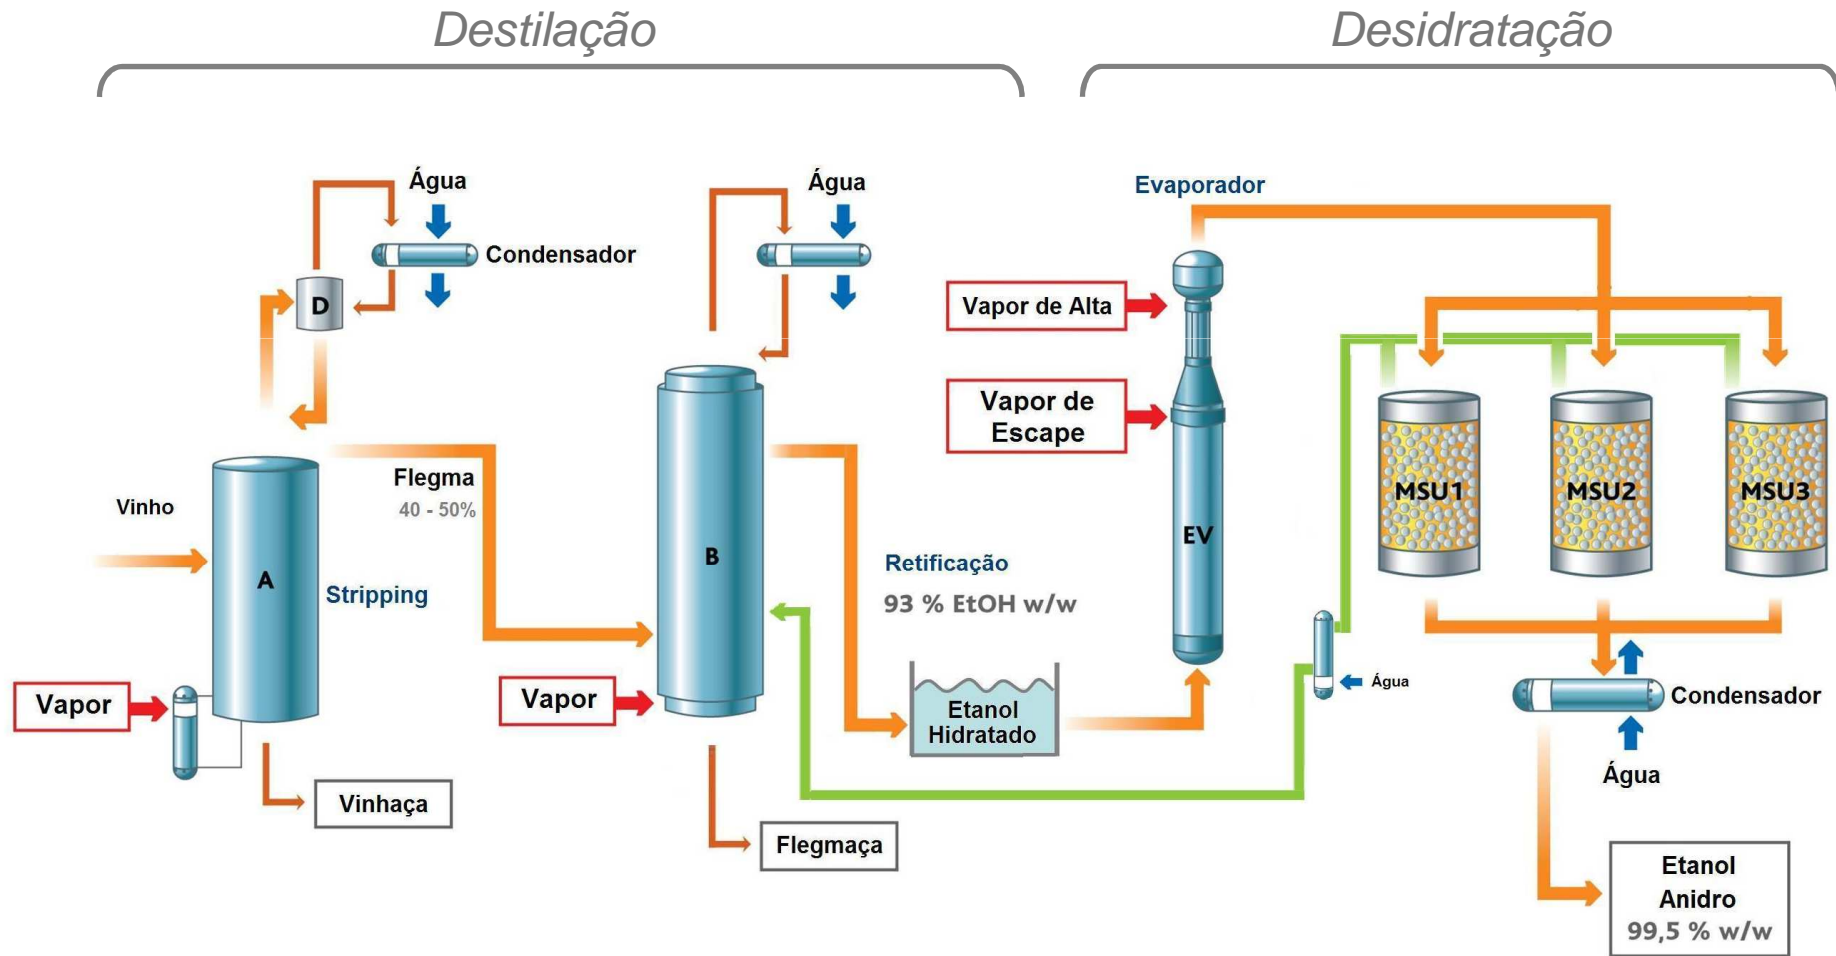 Destilação
Desidratação
Água
Condensador
D
Água
Evaporador
Vapor de Alta
Vapor de
Escape
Flegma
40 - 50%
Vinho
A
Stripping
B
Retificação
93 % EtOH w/w
EV
MSU1
MSU2
MSU3
Vapor
Vapor
Etanol
Hidratado
Água
Condensador
Água
Vinhaça
Flegmaça
Etanol
Anidro
99,5 % w/w